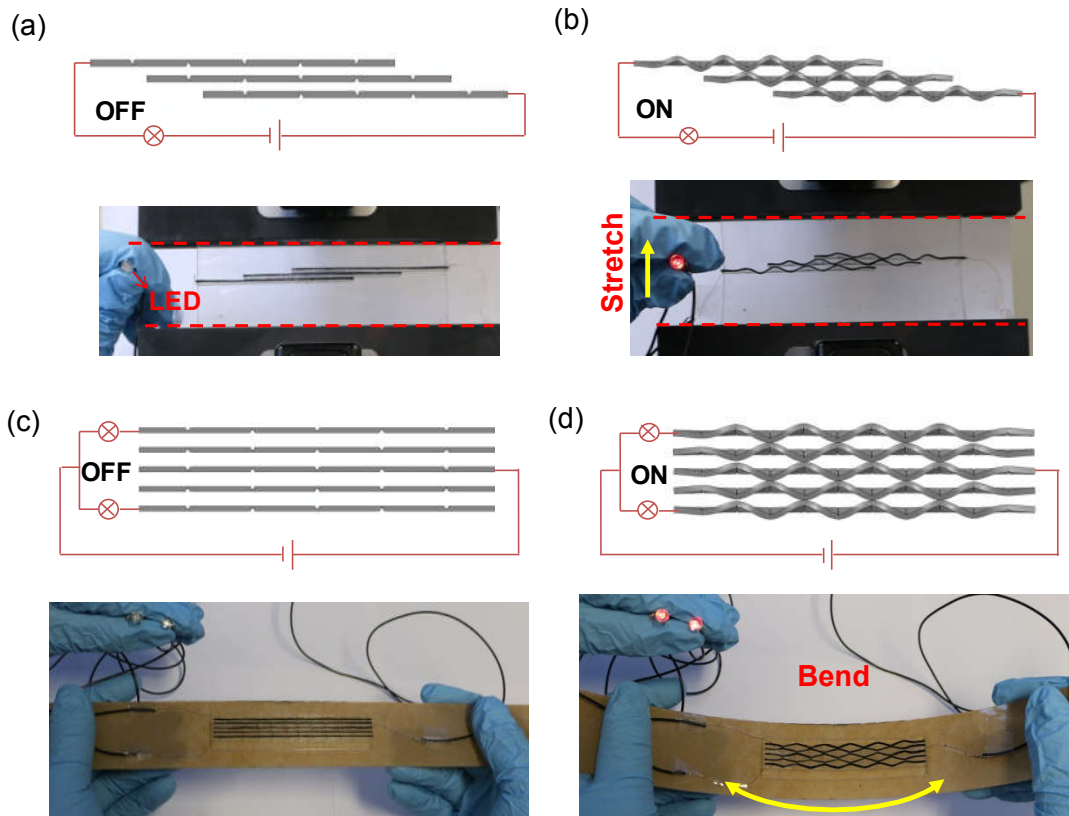 (a)
OFF
LED
(b)
ON
Stretch
(c)
OFF
(d)
ON
Bend